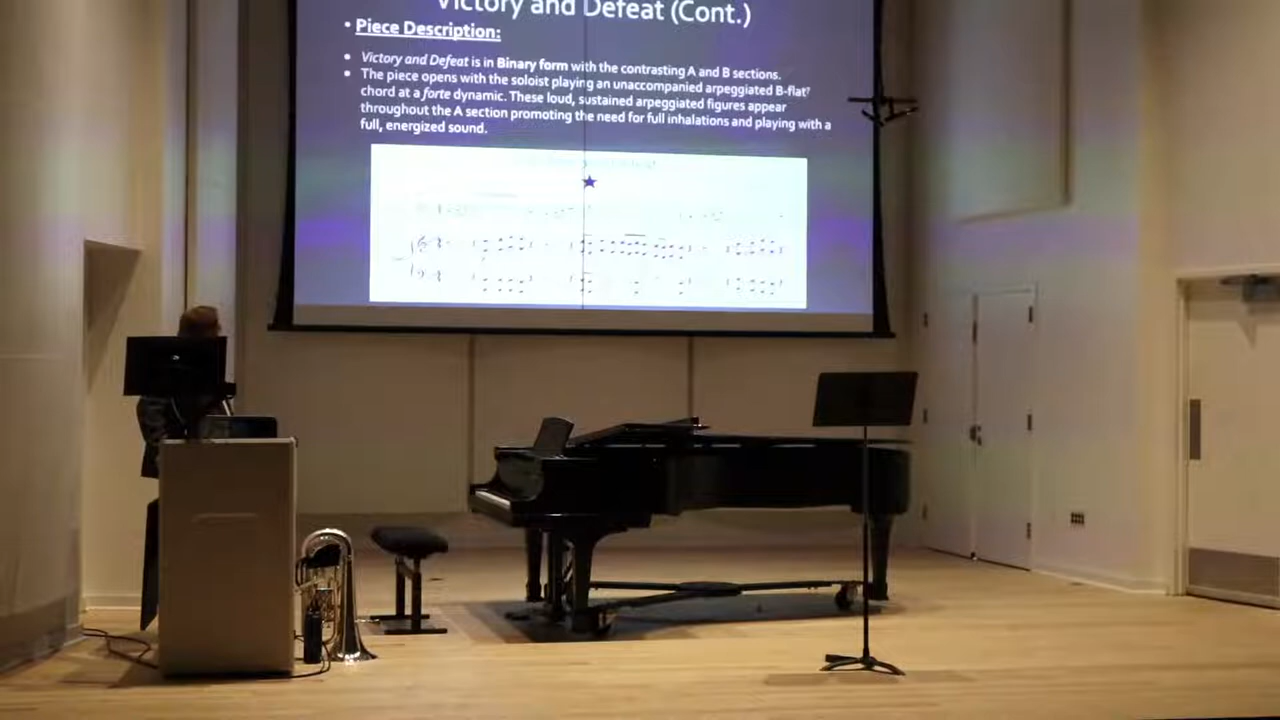 Victory and Defeat (Cont.)
• Piece Description:
• Victory and Defeat is in Binary form with the contrasting A and B sections.
• The piece opens with the soloist playing an unaccompanied arpeggiated B-flat⁷
chord at a forte dynamic. These loud, sustained arpeggiated figures appear
throughout the A section promoting the need for full inhalations and playing with a
full, energized sound.